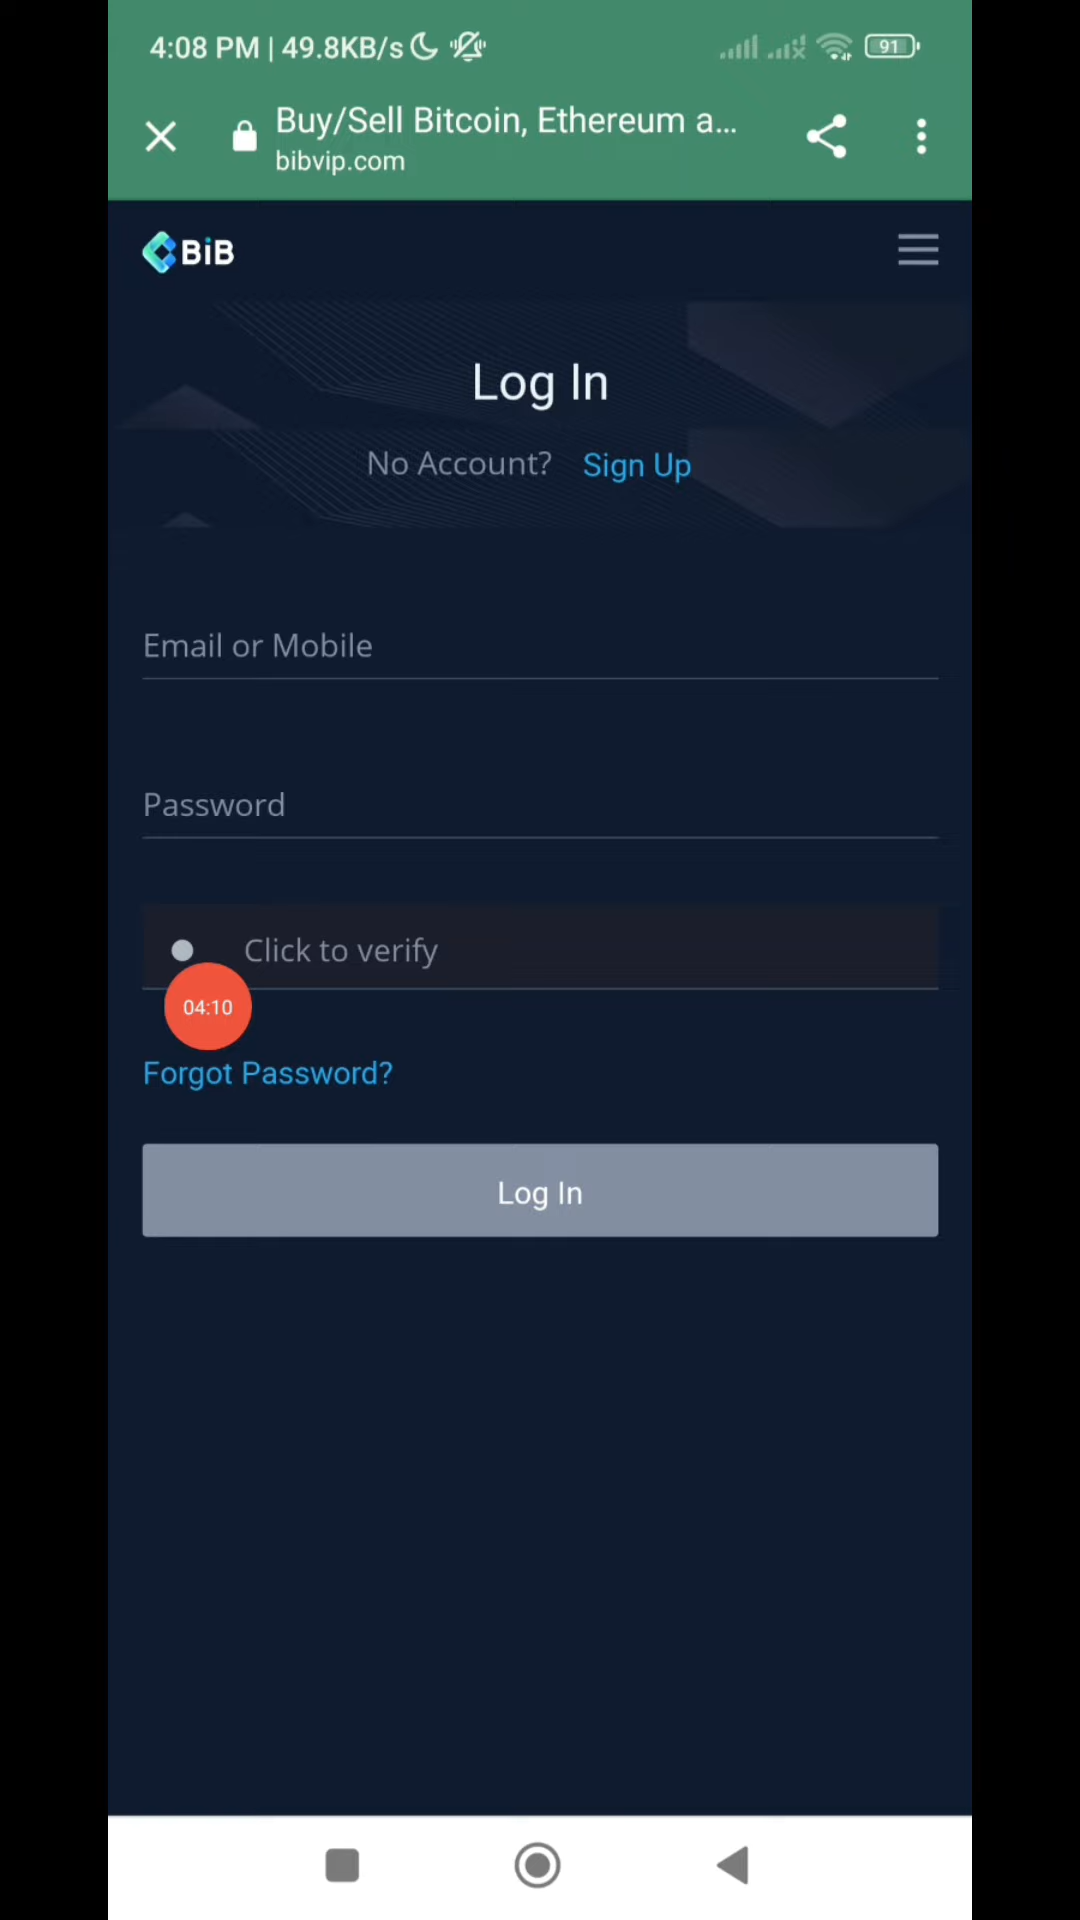 4:08 PM | 49.8KB/s
91
Buy/Sell Bitcoin, Ethereum a...
bibvip.com
BiB
Log In
No Account? Sign Up
Email or Mobile
Password
Click to verify
04:10
Forgot Password?
Log In